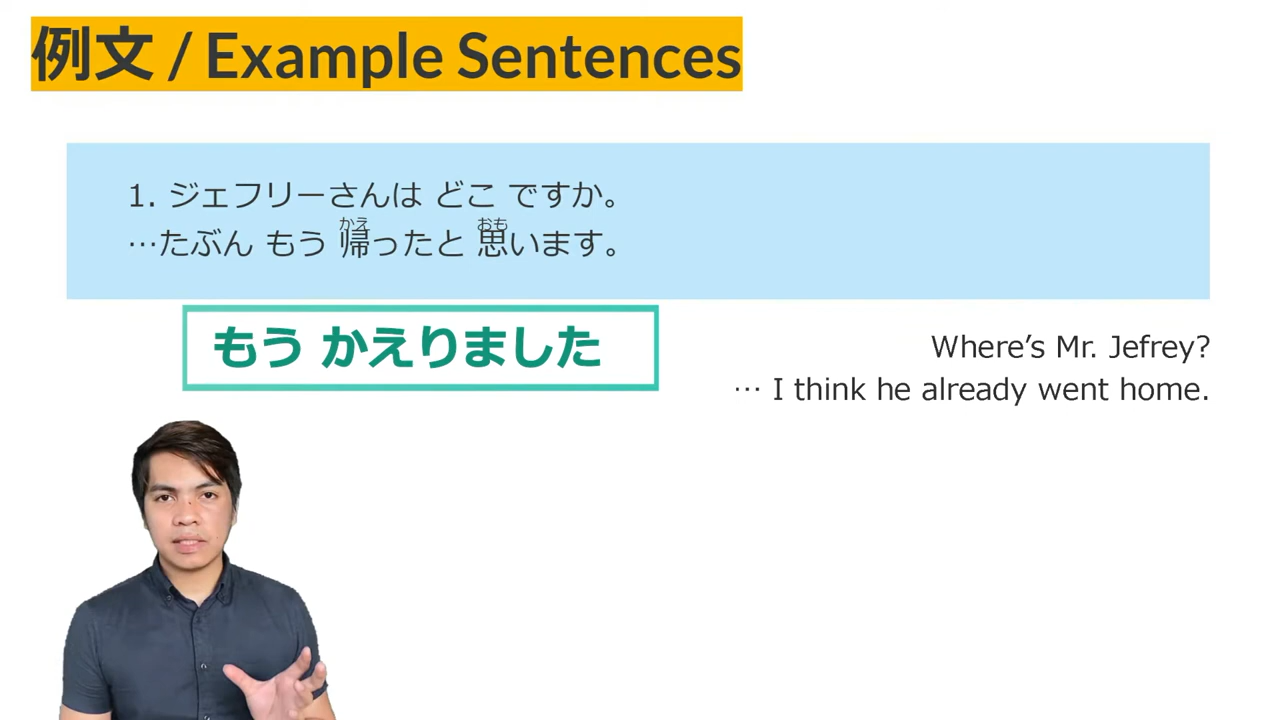 例文 / Example Sentences
1. ジェフリーさんは どこ ですか。
かえ おも
…たぶん もう 帰ったと 思います。
もう かえりました
Where’s Mr. Jefrey?
… I think he already went home.